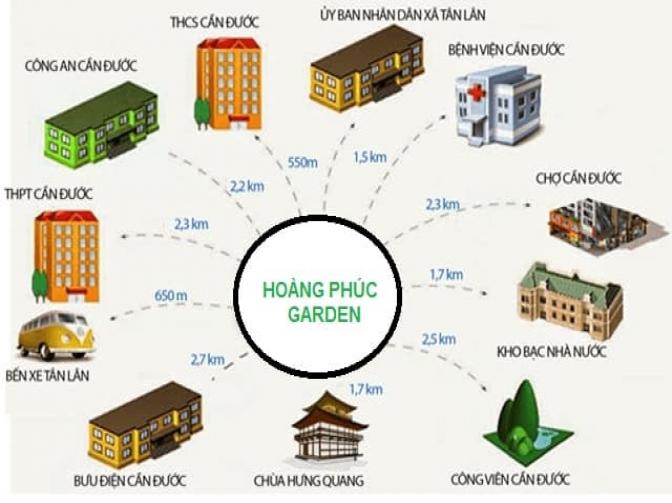 THCS CẦN ĐƯỚC
ỦY BAN NHÂN DÂN XÃ TÂN LÂN
BỆNH VIỆN CẦN ĐƯỚC
CÔNG AN CẦN ĐƯỚC
550m
1,5 km
2,2 km
CHỢ CẦN ĐƯỚC
THPT CẦN ĐƯỚC
2,3 km
2,3 km
1,7 km
HOÀNG PHÚC
GARDEN
650 m
2,5 km
KHO BẠC NHÀ NƯỚC
BẾN XE TÂN LÂN
2,7 km
1,7 km
BƯU ĐIỆN CẦN ĐƯỚC
CHÙA HƯNG QUANG
CÔNG VIÊN CẦN ĐƯỚC